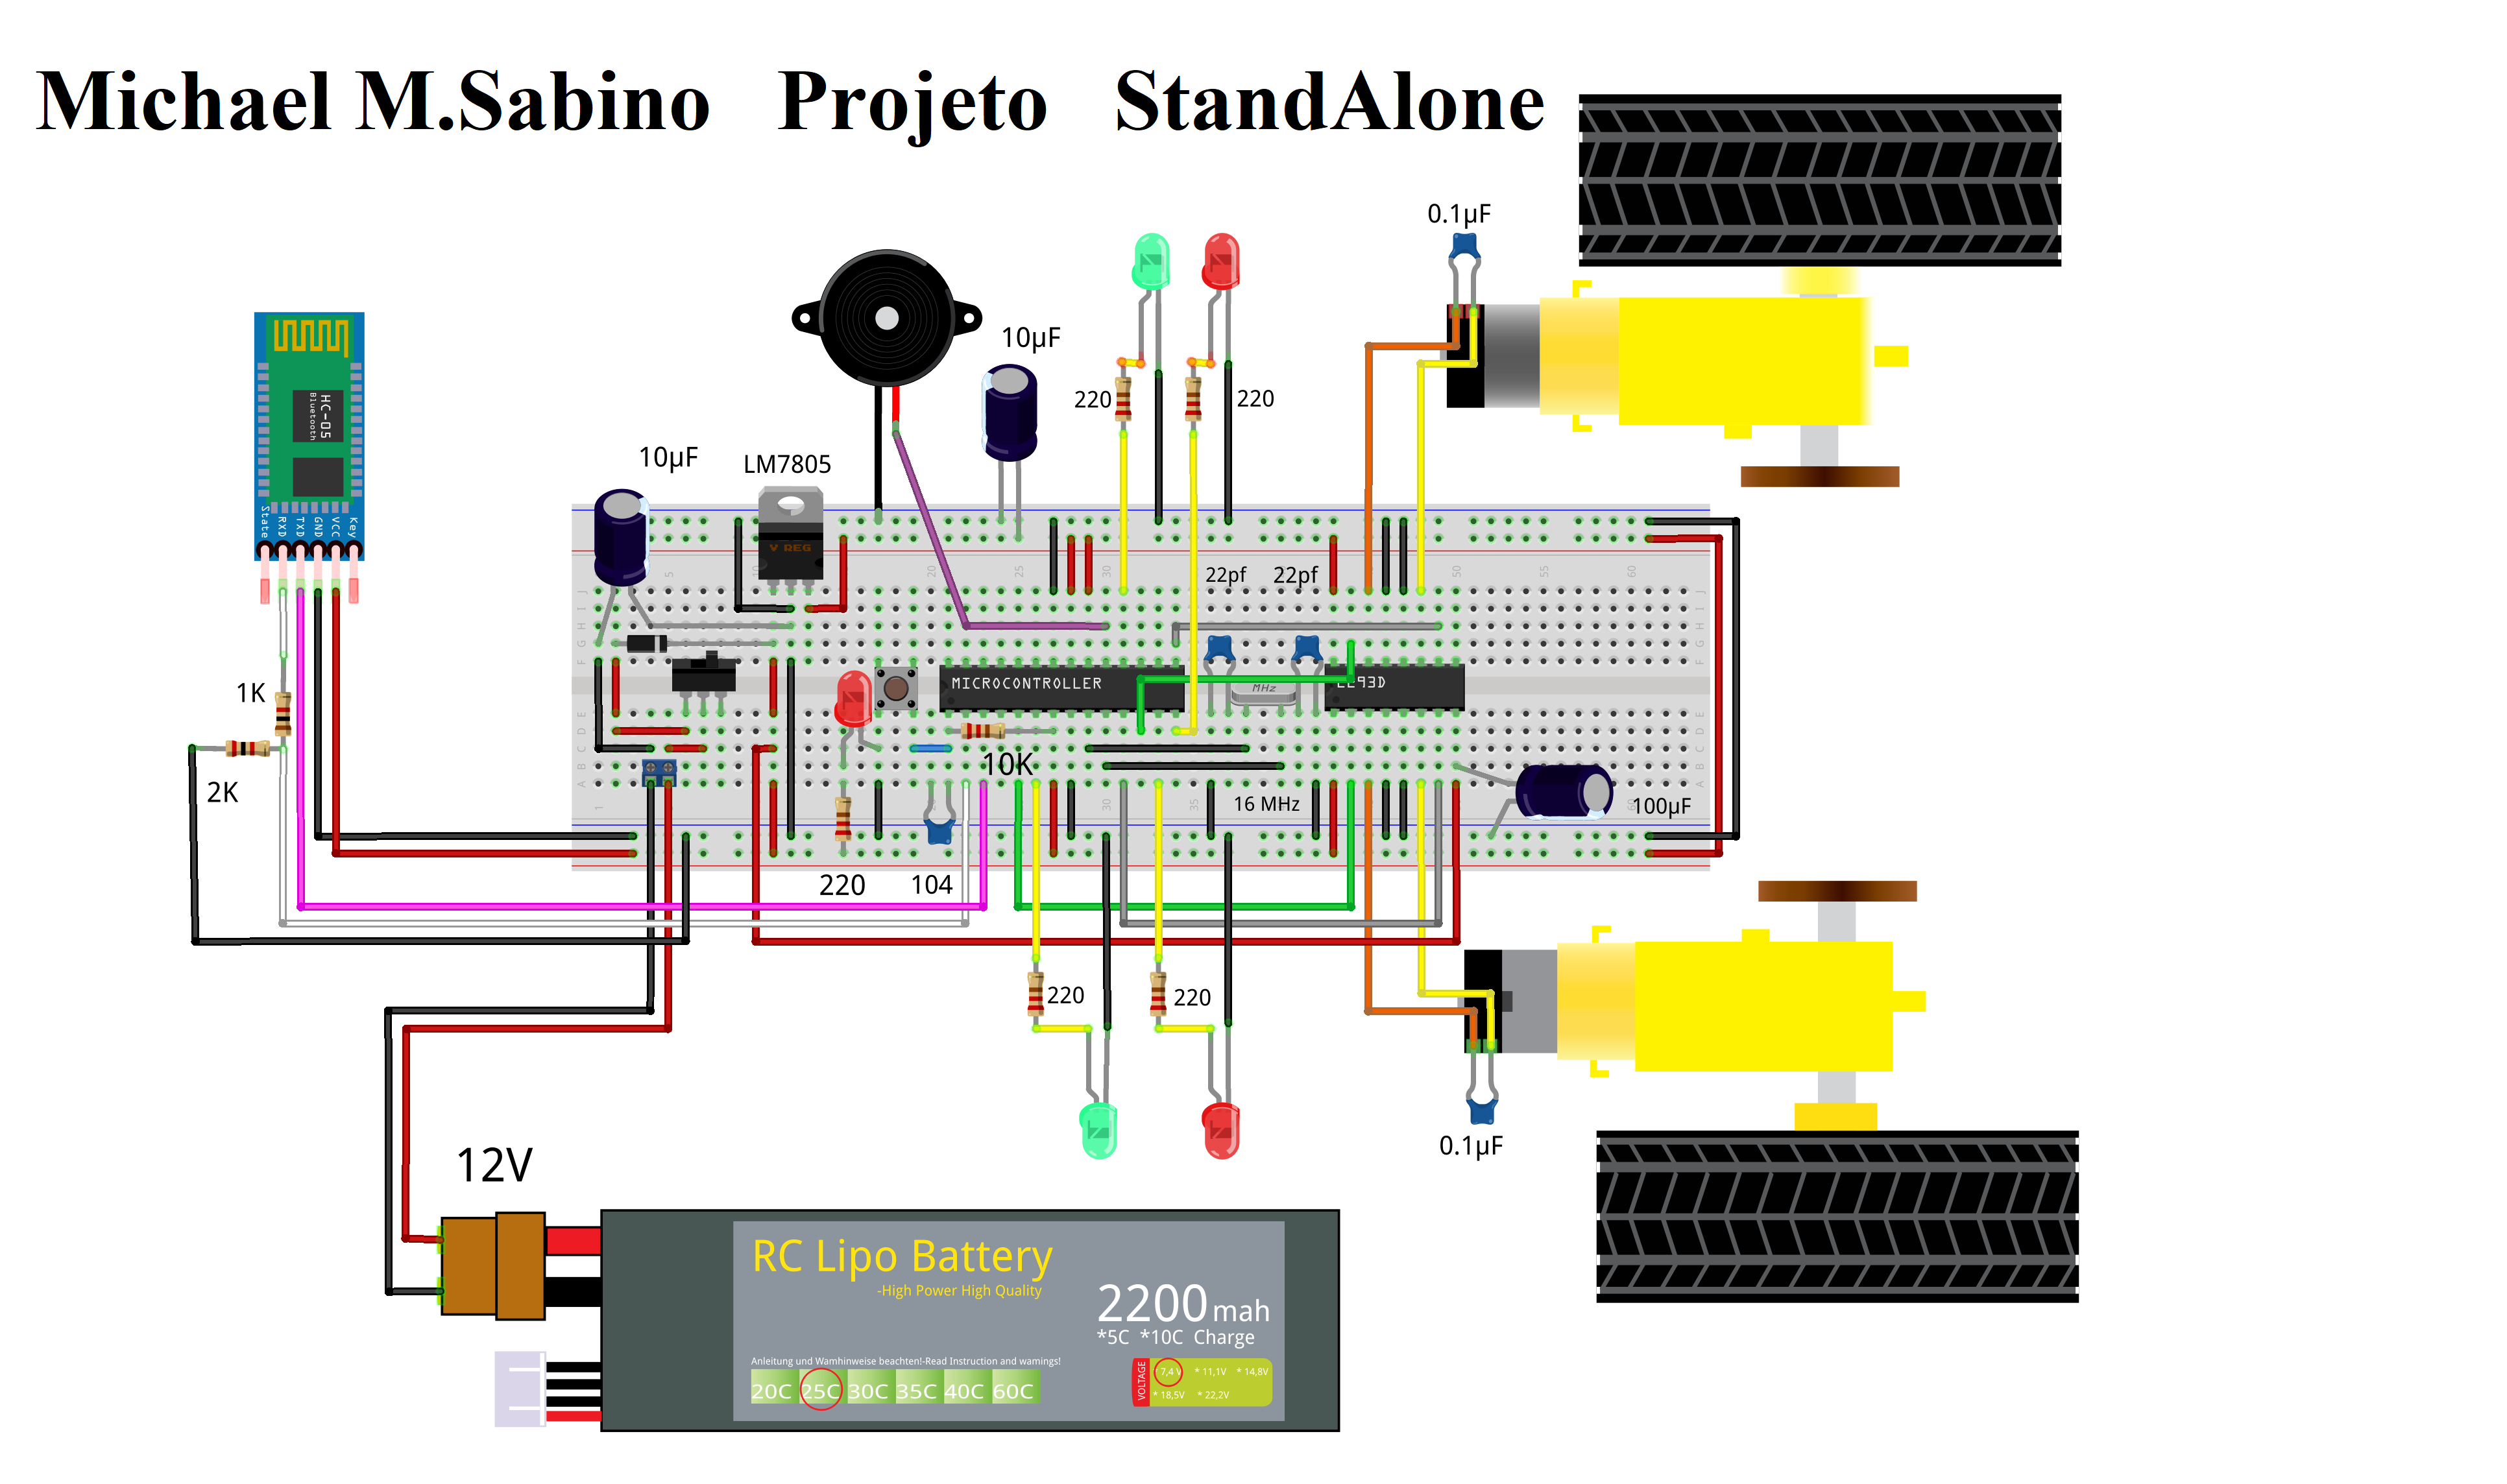 Michael M.Sabino Projeto StandAlone
0.1µF
10µF
220
220
HC-05
Bluetooth
10µF
LM7805
V REG
State
RXD
TXD
GND
VCC
Key
22pf
22pf
1K
MICROCONTROLLER
MHz
10K
2K
16 MHz
100µF
220
104
220
220
0.1µF
12V
RC Lipo Battery
-High Power High Quality
2200 mah
*5C *10C Charge
Anleitung und Warnhinweise beachten!-Read Instruction and warnings!
20C 25C 30C 35C 40C 60C
VOLTAGE
* 7,4 V * 11,1V * 14,8V
* 18,5V * 22,2V